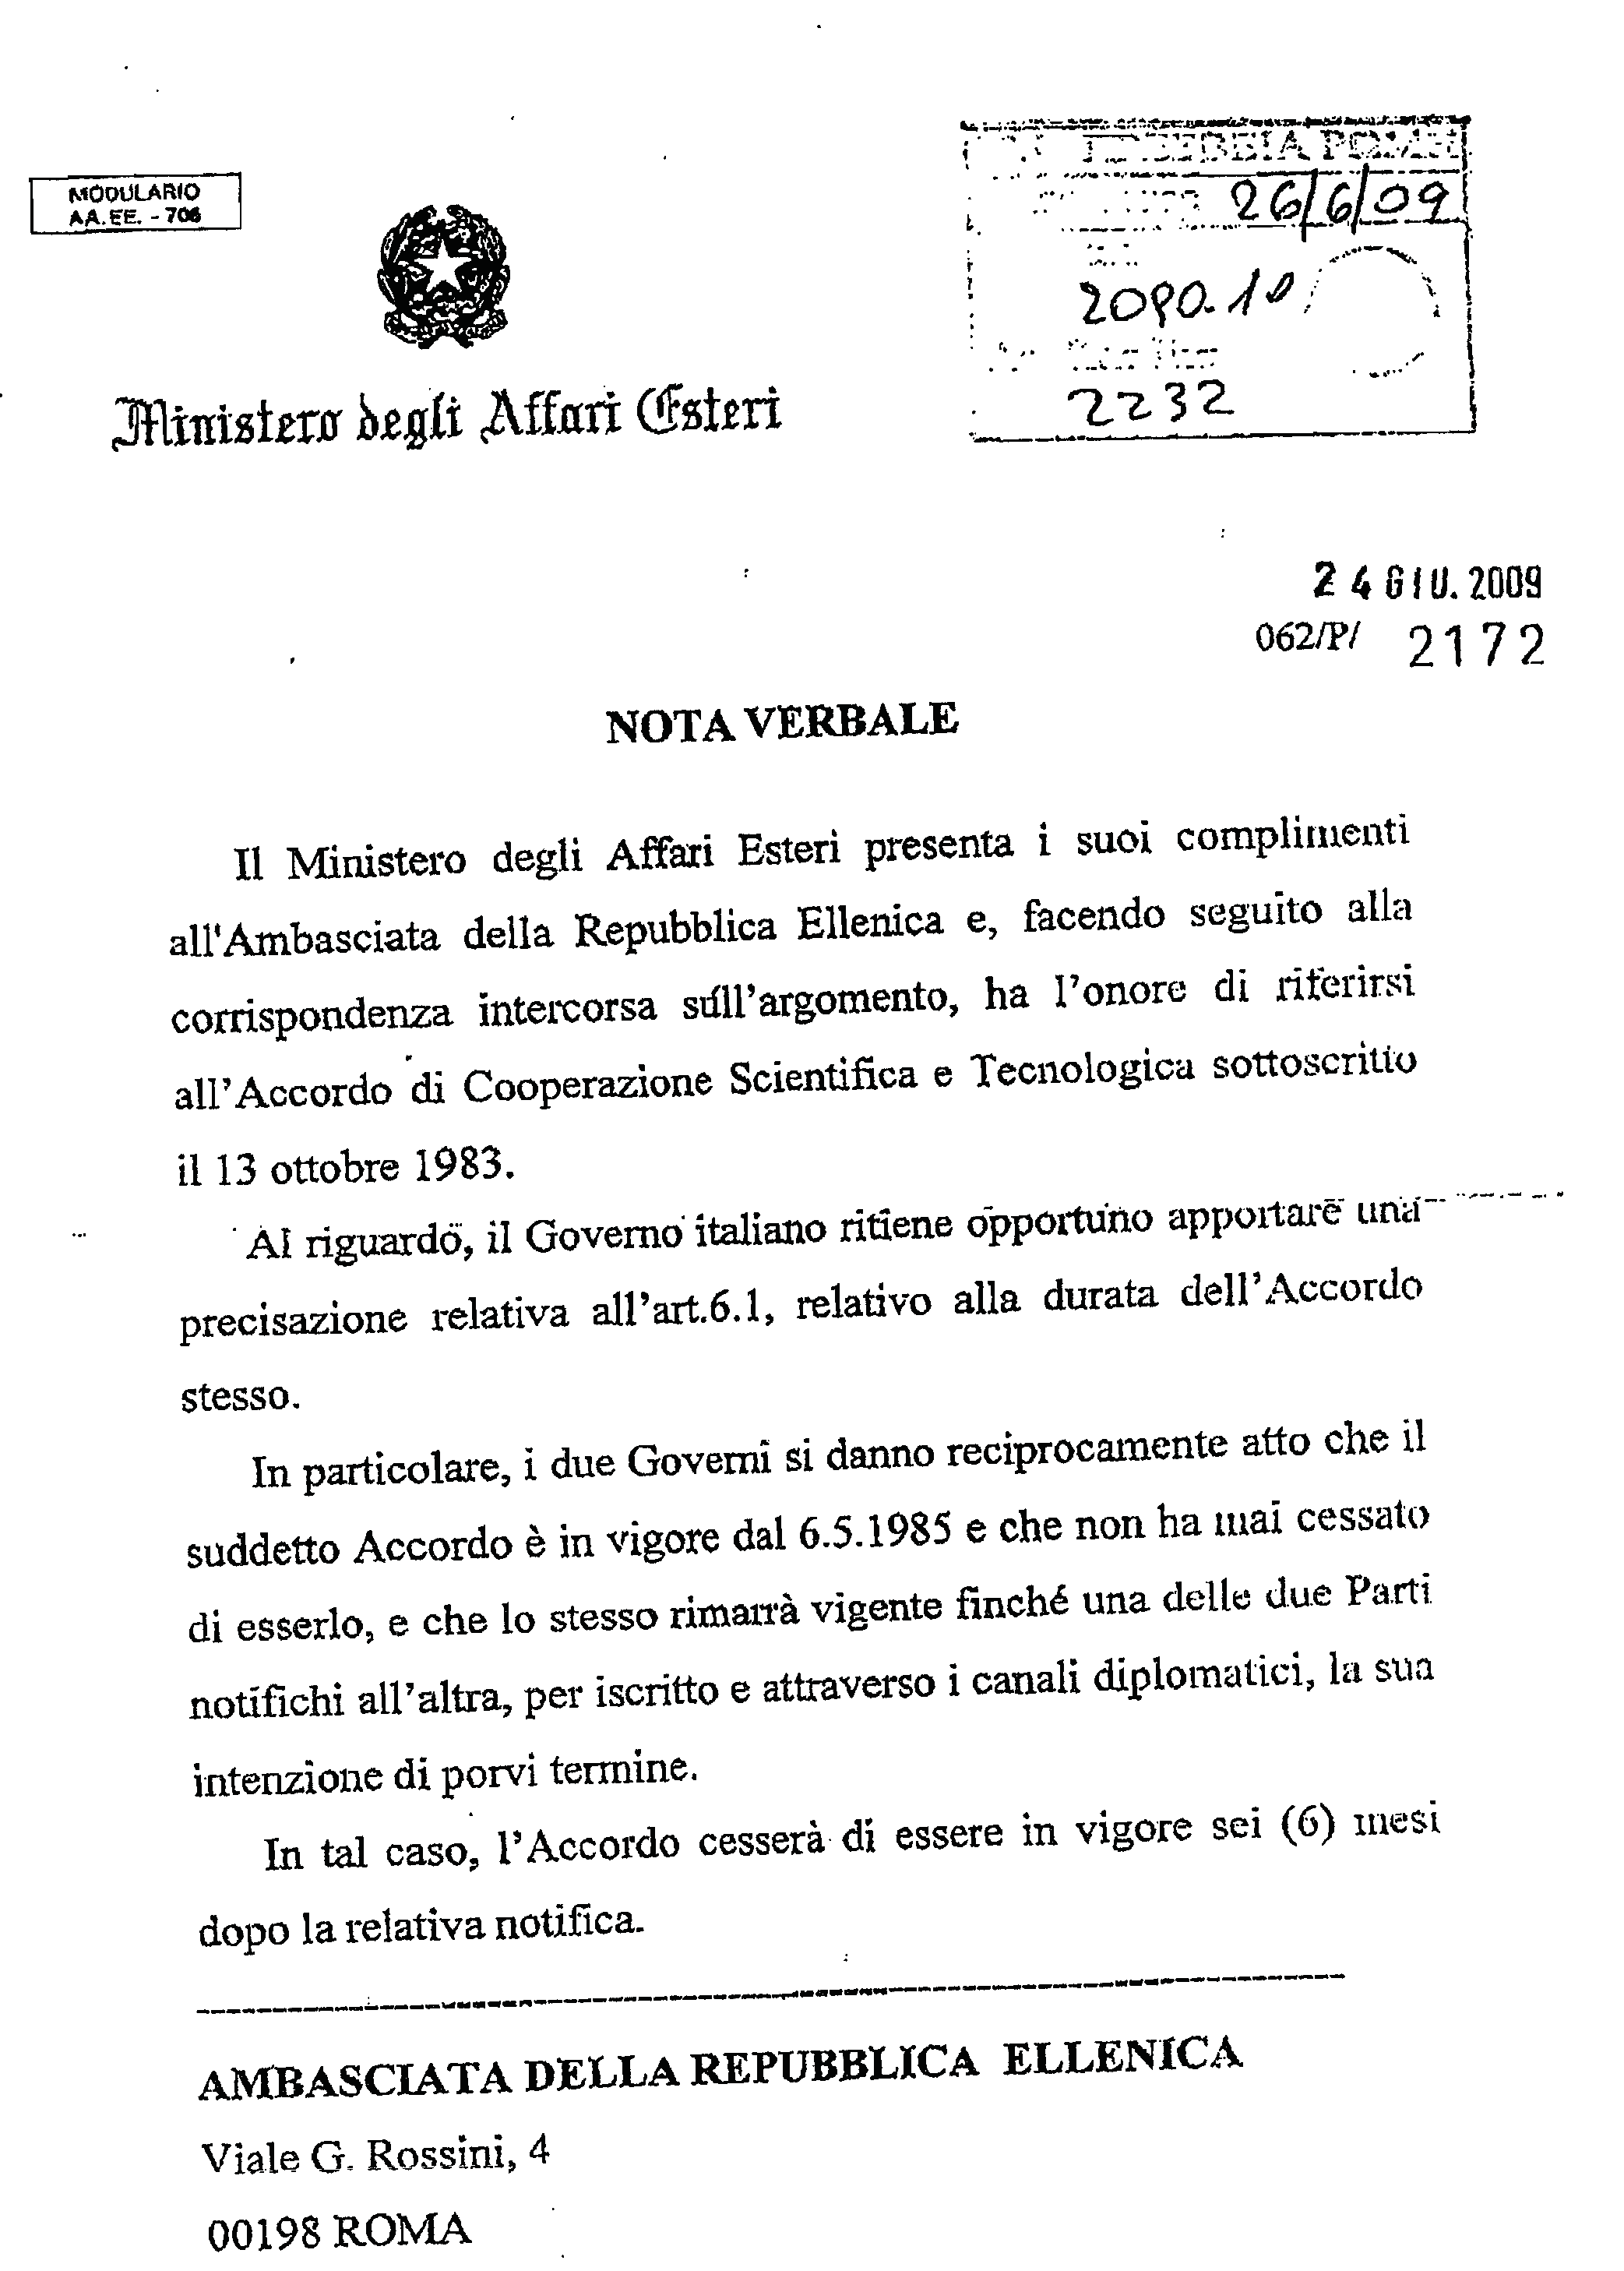 MODULARIO
AA.EE. - 706
26/6/09
2090.10
2232
Ministero degli Affari Esteri
24 GIU. 2009
062/P/ 2172
NOTA VERBALE
Il Ministero degli Affari Esteri presenta i suoi complimenti
all'Ambasciata della Repubblica Ellenica e, facendo seguito alla
corrispondenza intercorsa sull'argomento, ha l'onore di riferirsi
all'Accordo di Cooperazione Scientifica e Tecnologica sottoscritto
il 13 ottobre 1983.
Al riguardo, il Governo italiano ritiene opportuno apportare una
precisazione relativa all'art.6.1, relativo alla durata dell'Accordo
stesso.
In particolare, i due Governi si danno reciprocamente atto che il
suddetto Accordo è in vigore dal 6.5.1985 e che non ha mai cessato
di esserlo, e che lo stesso rimarrà vigente finché una delle due Parti
notifichi all'altra, per iscritto e attraverso i canali diplomatici, la sua
intenzione di porvi termine.
In tal caso, l'Accordo cesserà di essere in vigore sei (6) mesi
dopo la relativa notifica.
AMBASCIATA DELLA REPUBBLICA ELLENICA
Viale G. Rossini, 4
00198 ROMA